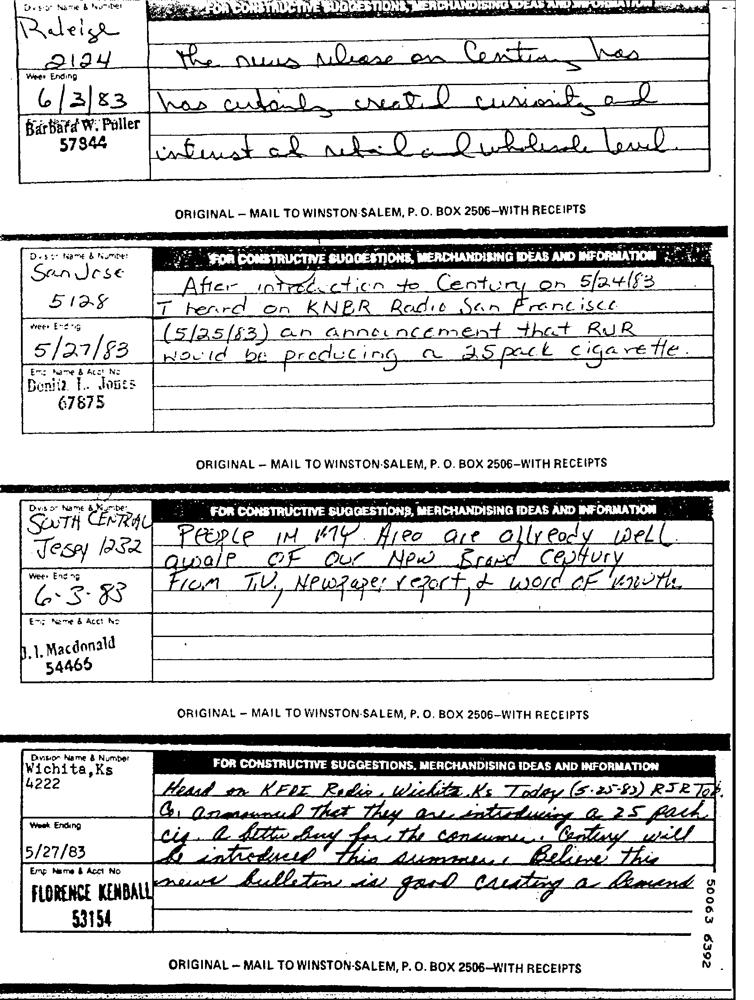 Division Name & Number
FOR CONSTRUCTIVE SUGGESTIONS, MERCHANDISING IDEAS AND INFORMATION
Raleigh
2124
Week Ending
6/3/83
Barbara W. Puller
57344
The news release on Century has
has certainly created curiosity and
interest at retail and wholesale level.
ORIGINAL – MAIL TO WINSTON-SALEM, P. O. BOX 2506–WITH RECEIPTS
Division Name & Number
FOR CONSTRUCTIVE SUGGESTIONS, MERCHANDISING IDEAS AND INFORMATION
San Jose
5128
Week Ending
5/27/83
Emp Name & Acct No
L. Jones
67875
After introduction to Century on 5/24/83
I heard on KNBR Radio San Francisco
(5/25/83) an announcement that RJR
would be producing a 25 pack cigarette.
ORIGINAL – MAIL TO WINSTON-SALEM, P. O. BOX 2506–WITH RECEIPTS
Division Name & Number
FOR CONSTRUCTIVE SUGGESTIONS, MERCHANDISING IDEAS AND INFORMATION
SOUTH CENTRAL
Jersey 1232
Week Ending
6-3-83
Emp Name & Acct No
J. I. Macdonald
54465
People in my Area are allready well
aware of our New Brand Century
From T.V., Newspaper report, & word of mouth
ORIGINAL – MAIL TO WINSTON-SALEM, P. O. BOX 2506–WITH RECEIPTS
Division Name & Number
FOR CONSTRUCTIVE SUGGESTIONS, MERCHANDISING IDEAS AND INFORMATION
Wichita,Ks
4222
Week Ending
5/27/83
Emp Name & Acct No
FLORENCE KENDALL
53154
Heard on KFDI Radio, Wichita, Ks Today (5-25-83) RJR Tob.
Co. announced that they are introducing a 25 pack
cig. a better buy for the consumer. Century will
be introduced this summer. Believe this
news bulletin is good creating a demand
50063 6392
ORIGINAL – MAIL TO WINSTON-SALEM, P. O. BOX 2506–WITH RECEIPTS